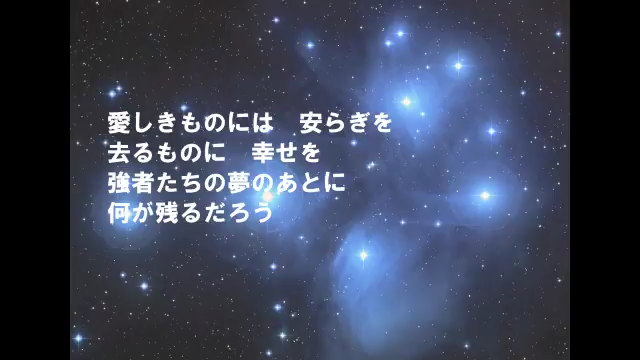 愛しきものには　安らぎを
去るものに　幸せを
強者たちの夢のあとに
何が残るだろう